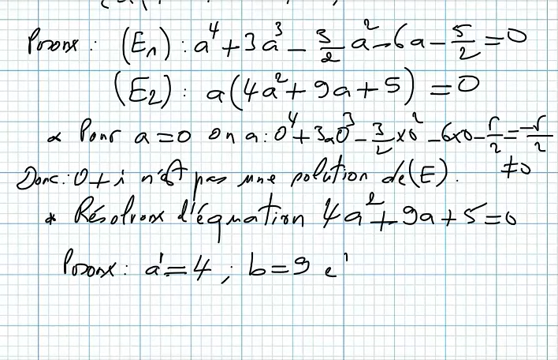 Posons : (E₁) : a⁴ + 3a³ - 3/2 a² - 6a - 5/2 = 0
(E₂) : a(4a² + 9a + 5) = 0
* Pour a = 0 on a : 0⁴ + 3×0³ - 3/2×0² - 6×0 - 5/2 = -5/2 ≠ 0
Donc : 0 + i n'est pas une solution de (E).
* Résolvons l'équation 4a² + 9a + 5 = 0
Posons : a' = 4 ; b = 9 e